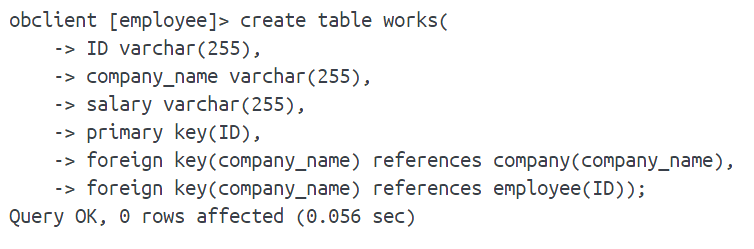 obclient [employee]> create table works(
    -> ID varchar(255),
    -> company_name varchar(255),
    -> salary varchar(255),
    -> primary key(ID),
    -> foreign key(company_name) references company(company_name),
    -> foreign key(company_name) references employee(ID));
Query OK, 0 rows affected (0.056 sec)